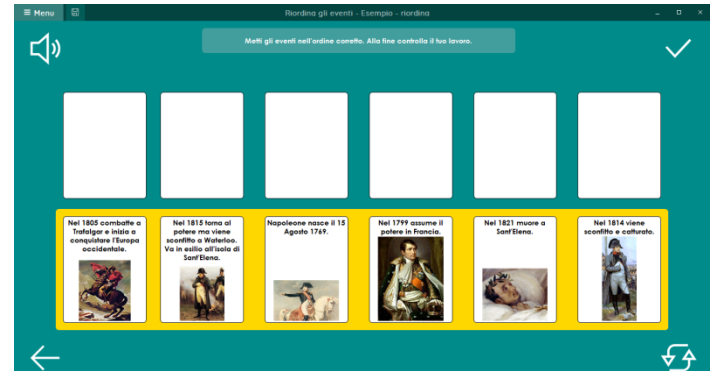 Menu
Riordina gli eventi - Esempio - riordina
Metti gli eventi nell'ordine corretto. Alla fine controlla il tuo lavoro.
Nel 1805 combatte a
Trafalgar e inizia a
conquistare l'Europa
occidentale.
Nel 1815 torna al
potere ma viene
sconfitto a Waterloo.
Va in esilio all'isola di
Sant'Elena.
Napoleone nasce il 15
Agosto 1769.
Nel 1799 assume il
potere in Francia.
Nel 1821 muore a
Sant'Elena.
Nel 1814 viene
sconfitto e catturato.